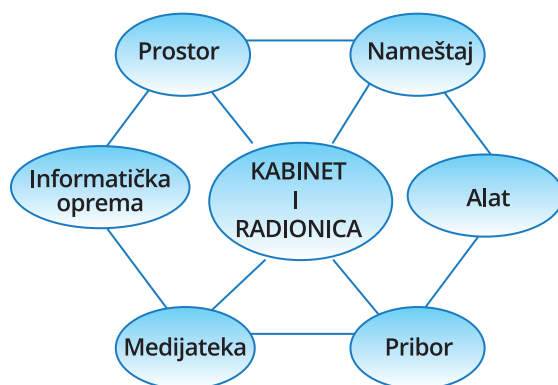 Prostor
Nameštaj
Informatička
oprema
KABINET
I
RADIONICA
Alat
Medijateka
Pribor